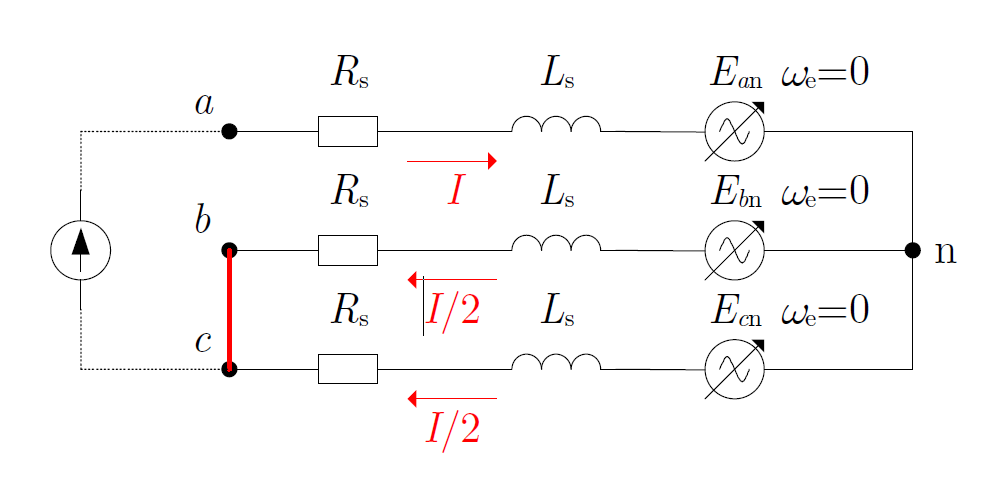 Rs Ls Ean ωe=0
a
I
Rs Ls Ebn ωe=0
b
n
I/2
Rs Ls Ecn ωe=0
c
I/2